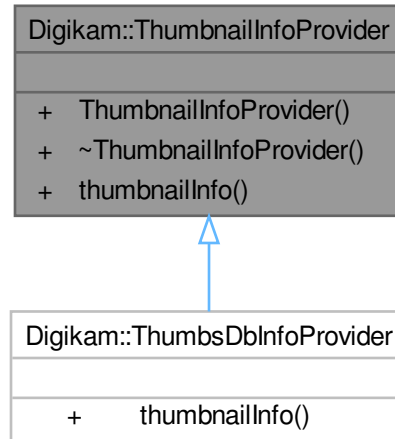 Digikam::ThumbnailInfoProvider
+ ThumbnailInfoProvider()
+ ~ThumbnailInfoProvider()
+ thumbnailInfo()
Digikam::ThumbsDbInfoProvider
+ thumbnailInfo()